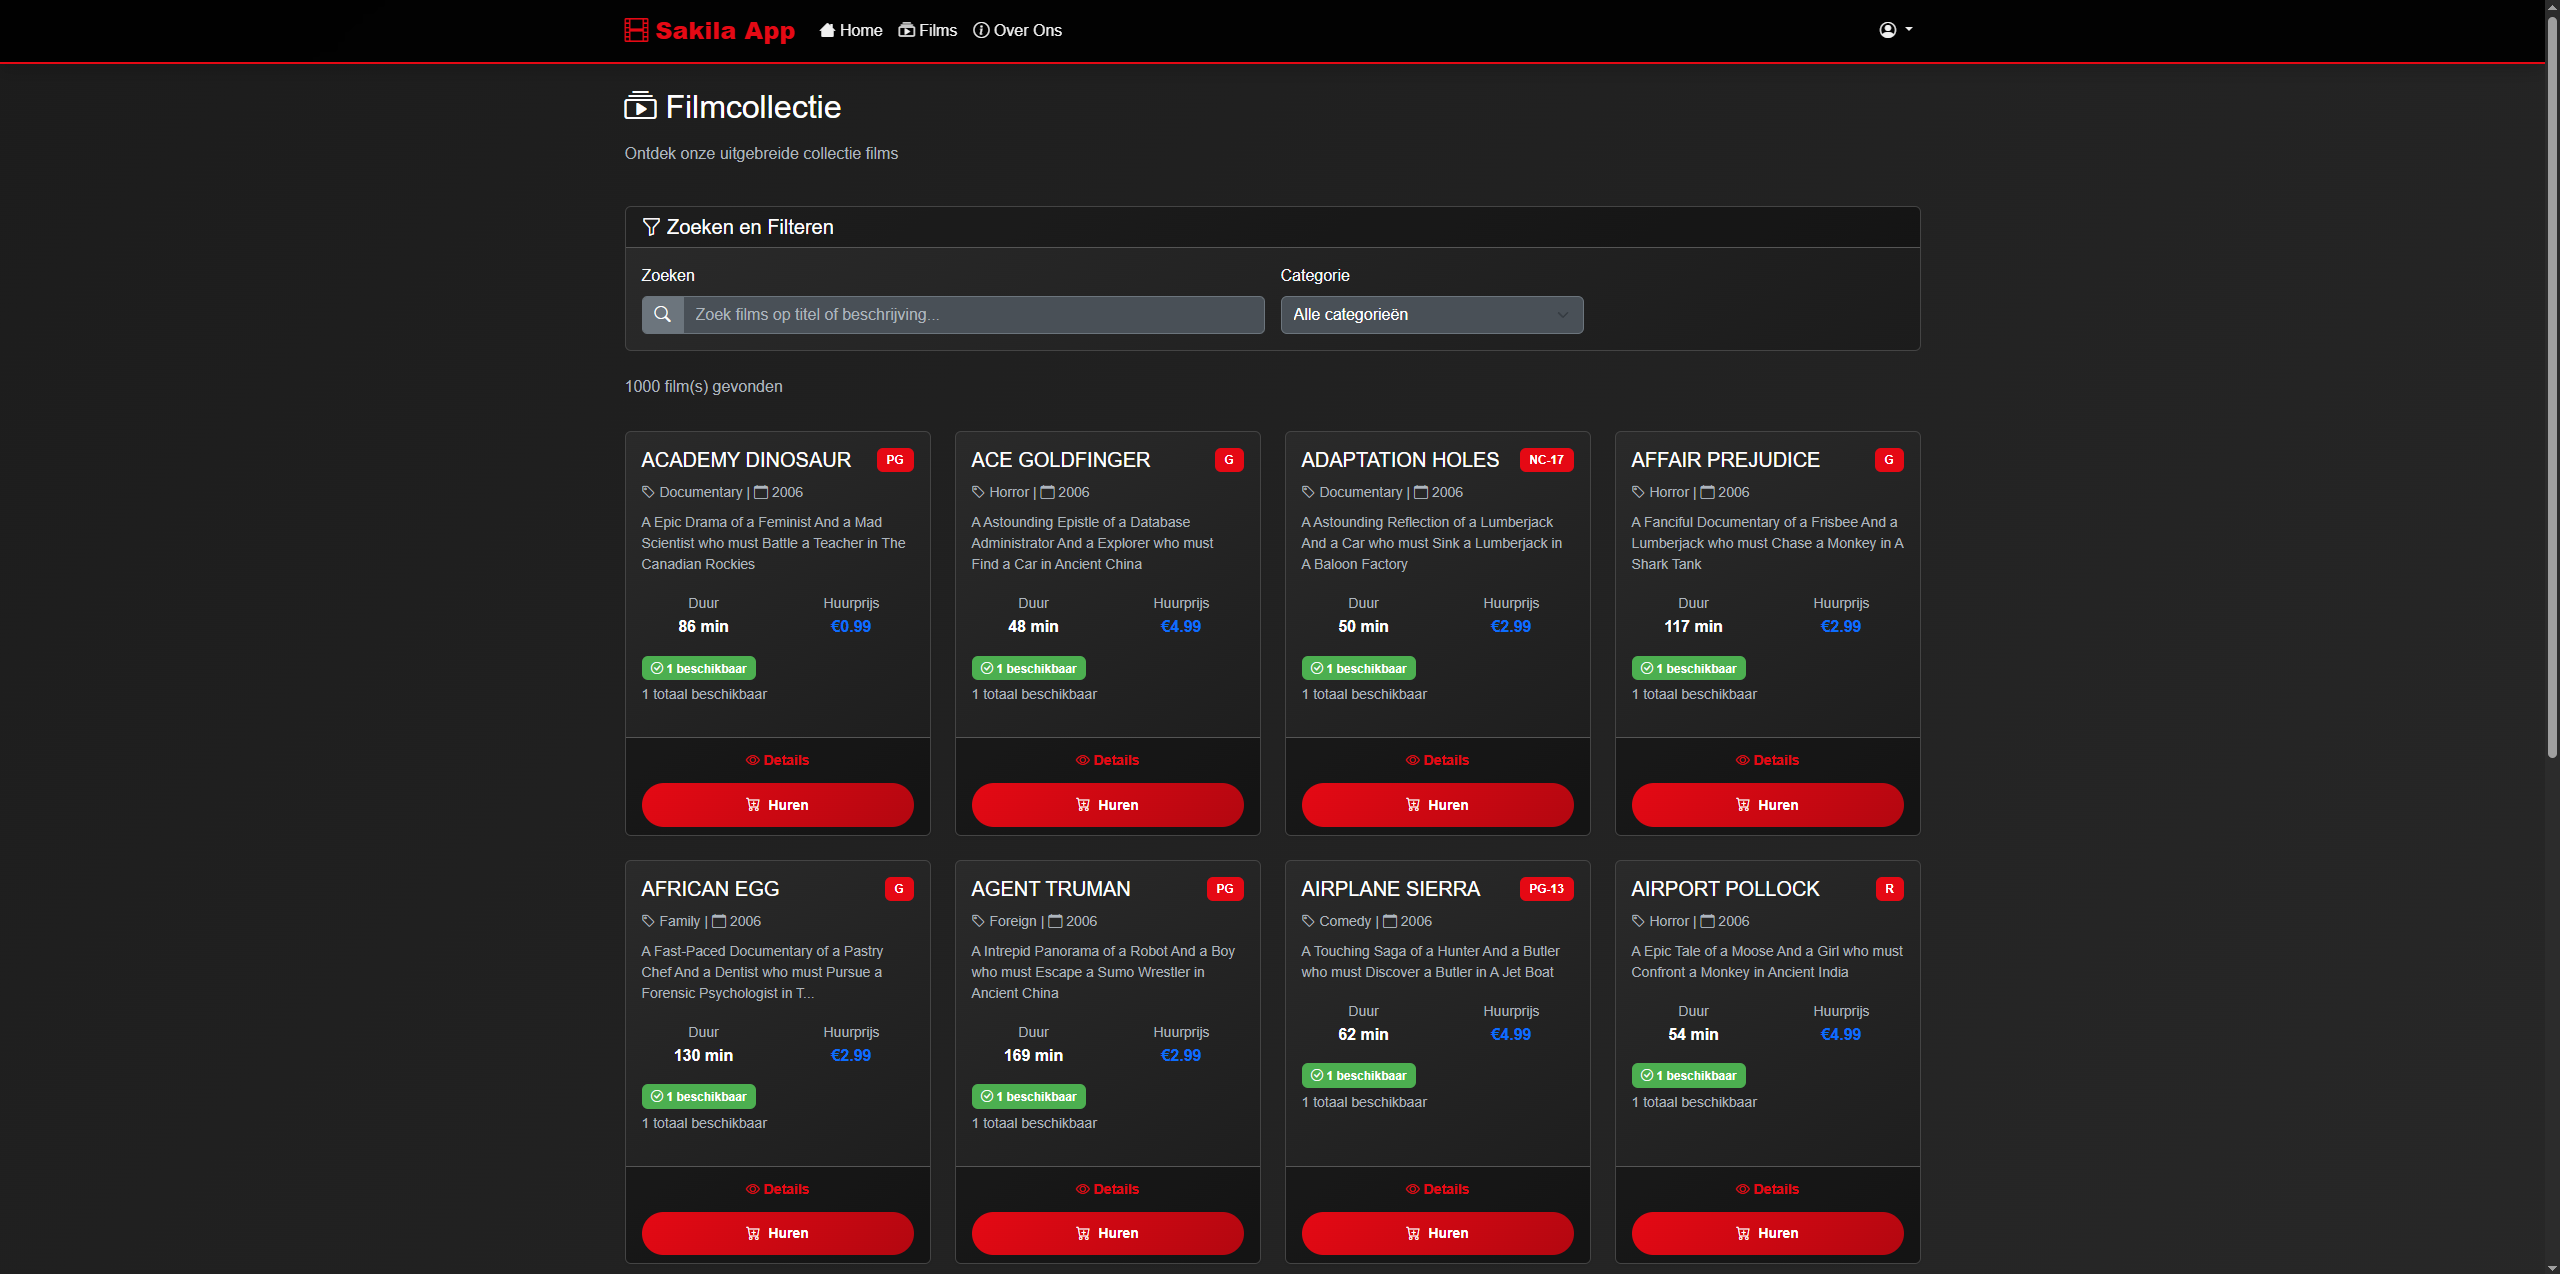 Sakila App Home Films Over Ons
Filmcollectie
Ontdek onze uitgebreide collectie films
Zoeken en Filteren
Zoeken
Zoek films op titel of beschrijving...
Categorie
Alle categorieën
1000 film(s) gevonden
ACADEMY DINOSAUR PG
Documentary | 2006
A Epic Drama of a Feminist And a Mad
Scientist who must Battle a Teacher in The
Canadian Rockies
Duur Huurprijs
86 min €0.99
1 beschikbaar
1 totaal beschikbaar
Details
Huren
ACE GOLDFINGER G
Horror | 2006
A Astounding Epistle of a Database
Administrator And a Explorer who must
Find a Car in Ancient China
Duur Huurprijs
48 min €4.99
1 beschikbaar
1 totaal beschikbaar
Details
Huren
ADAPTATION HOLES NC-17
Documentary | 2006
A Astounding Reflection of a Lumberjack
And a Car who must Sink a Lumberjack in
A Baloon Factory
Duur Huurprijs
50 min €2.99
1 beschikbaar
1 totaal beschikbaar
Details
Huren
AFFAIR PREJUDICE G
Horror | 2006
A Fanciful Documentary of a Frisbee And a
Lumberjack who must Chase a Monkey in A
Shark Tank
Duur Huurprijs
117 min €2.99
1 beschikbaar
1 totaal beschikbaar
Details
Huren
AFRICAN EGG G
Family | 2006
A Fast-Paced Documentary of a Pastry
Chef And a Dentist who must Pursue a
Forensic Psychologist in T...
Duur Huurprijs
130 min €2.99
1 beschikbaar
1 totaal beschikbaar
Details
Huren
AGENT TRUMAN PG
Foreign | 2006
A Intrepid Panorama of a Robot And a Boy
who must Escape a Sumo Wrestler in
Ancient China
Duur Huurprijs
169 min €2.99
1 beschikbaar
1 totaal beschikbaar
Details
Huren
AIRPLANE SIERRA PG-13
Comedy | 2006
A Touching Saga of a Hunter And a Butler
who must Discover a Butler in A Jet Boat
Duur Huurprijs
62 min €4.99
1 beschikbaar
1 totaal beschikbaar
Details
Huren
AIRPORT POLLOCK R
Horror | 2006
A Epic Tale of a Moose And a Girl who must
Confront a Monkey in Ancient India
Duur Huurprijs
54 min €4.99
1 beschikbaar
1 totaal beschikbaar
Details
Huren